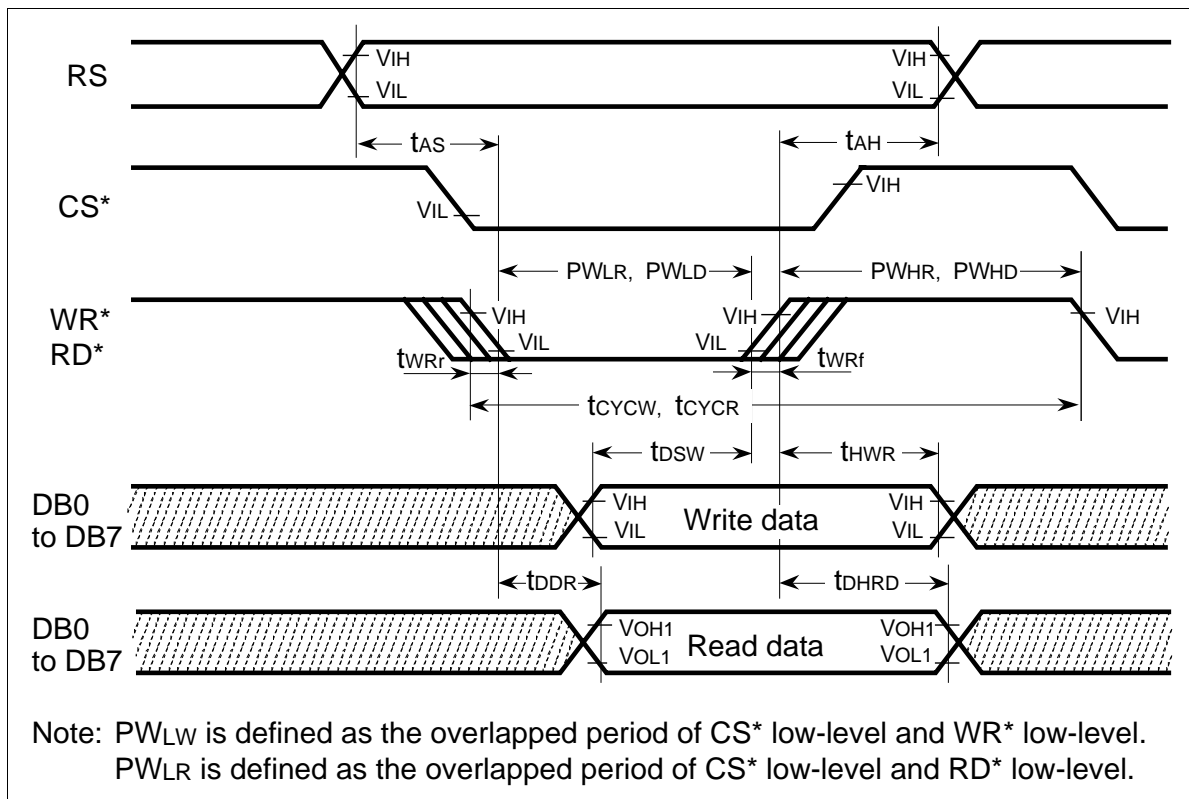 RS
VIH
VIL
VIH
VIL
tAS
tAH
CS*
VIL
VIH
PWLR, PWLD
PWHR, PWHD
WR*
RD*
VIH
VIL
VIH
VIL
VIH
tWRr
tWRf
tCYCW, tCYCR
tDSW
tHWR
DB0
to DB7
VIH
VIL
Write data
VIH
VIL
tDDR
tDHRD
DB0
to DB7
VOH1
VOL1
Read data
VOH1
VOL1
Note: PWLW is defined as the overlapped period of CS* low-level and WR* low-level.
PWLR is defined as the overlapped period of CS* low-level and RD* low-level.